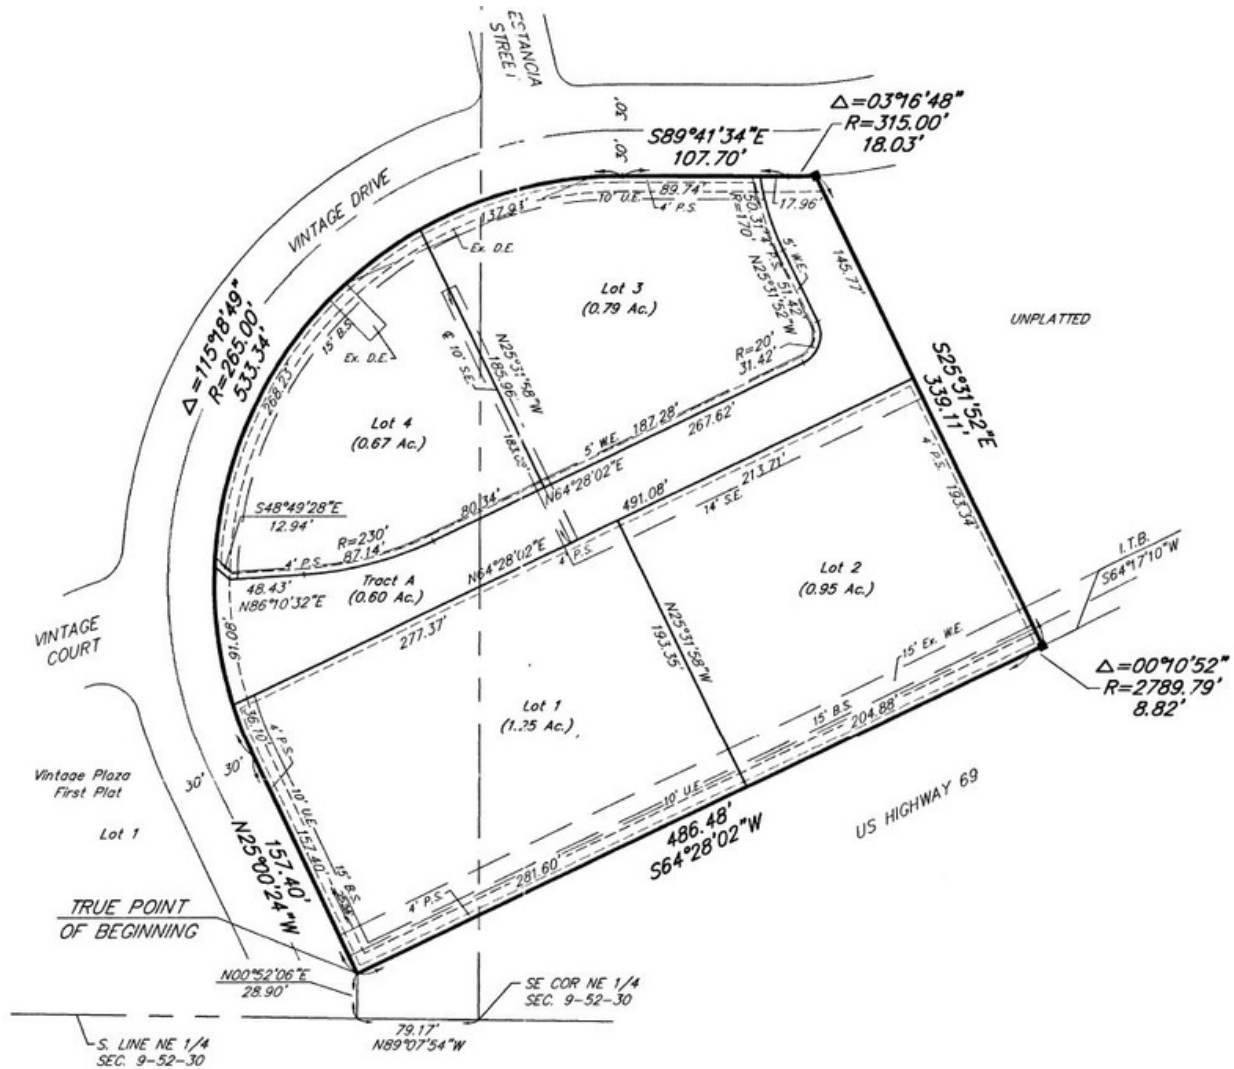 ESTANCIA
STREET
30'
30'
S89°41'34"E
107.70'
△=03°16'48"
R=315.00'
18.03'
VINTAGE DRIVE
137.93'
10' U.E.
89.74'
4' P.S.
17.96'
Ex. D.E.
50.31'
R=170'
4' P.S.
5' W.E.
51.42'
N25°31'52"W
145.77'
Lot 3
(0.79 Ac.)
UNPLATTED
△=115°18'49"
R=265.00'
533.34'
15' B.S.
Ex. D.E.
268.23'
℄ 10' S.E.
N25°31'58"W
185.96'
R=20'
31.42'
S25°31'52"E
339.11'
Lot 4
(0.67 Ac.)
5' W.E.
187.28'
267.62'
N64°28'02"E
80.34'
S48°49'28"E
12.94'
R=230'
87.14'
4' P.S.
48.43'
N86°10'32"E
Tract A
(0.60 Ac.)
N64°28'02"E
4' P.S.
491.08'
213.71'
14' S.E.
4' P.S.
193.34'
I.T.B.
S64°17'10"W
Lot 2
(0.95 Ac.)
VINTAGE
COURT
91.08'
277.37'
N25°31'58"W
193.35'
15' Ex. W.E.
△=00°10'52"
R=2789.79'
8.82'
Lot 1
(1.25 Ac.)
15' B.S.
204.88'
36.10'
4' P.S.
Vintage Plaza
First Plat
Lot 1
30'
30'
10' U.E.
157.40'
15' B.S.
157.40'
N25°00'24"W
10' U.E.
486.48'
S64°28'02"W
US HIGHWAY 69
281.60'
4' P.S.
TRUE POINT
OF BEGINNING
N00°52'06"E
28.90'
SE COR NE 1/4
SEC. 9-52-30
79.17'
N89°07'54"W
S. LINE NE 1/4
SEC. 9-52-30